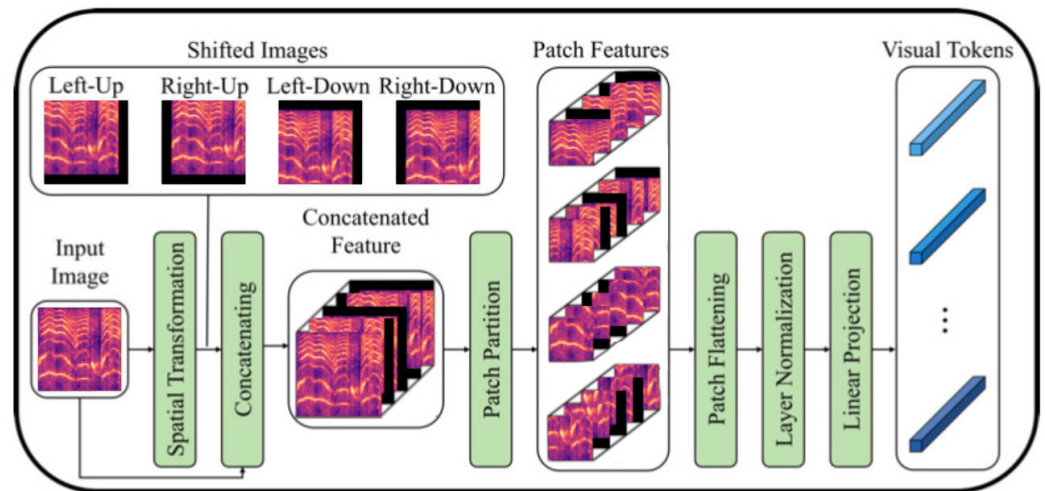 Shifted Images
Left-Up
Right-Up
Left-Down
Right-Down
Patch Features
Visual Tokens
Input
Image
Spatial Transformation
Concatenating
Concatenated
Feature
Patch Partition
Patch Flattening
Layer Normalization
Linear Projection
...